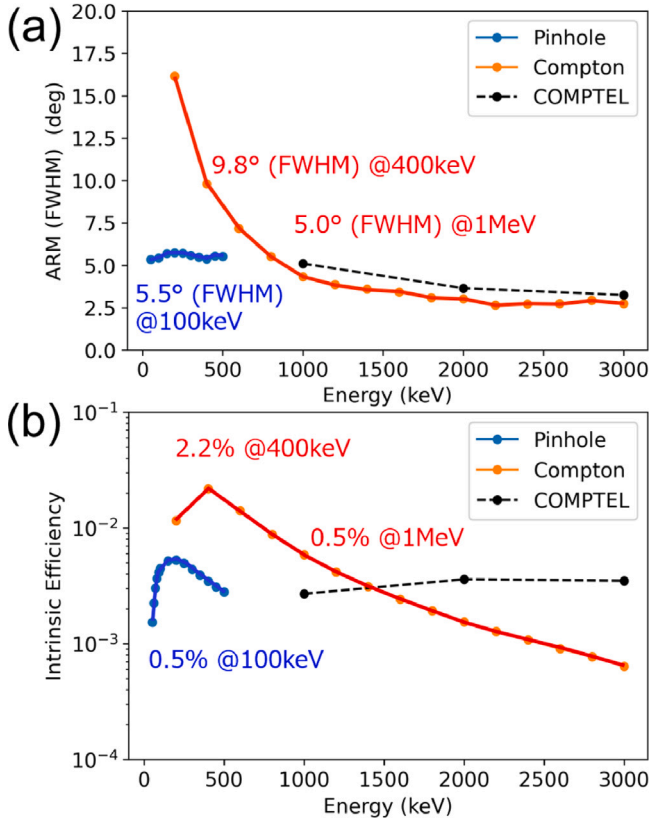 (a)
20.0
17.5
15.0
12.5
10.0
7.5
5.0
2.5
0.0
ARM (FWHM) (deg)
Pinhole
Compton
COMPTEL
9.8° (FWHM) @400keV
5.0° (FWHM) @1MeV
5.5° (FWHM)
@100keV
0 500 1000 1500 2000 2500 3000
Energy (keV)
(b)
10⁻¹
10⁻²
10⁻³
10⁻⁴
Intrinsic Efficiency
Pinhole
Compton
COMPTEL
2.2% @400keV
0.5% @1MeV
0.5% @100keV
0 500 1000 1500 2000 2500 3000
Energy (keV)